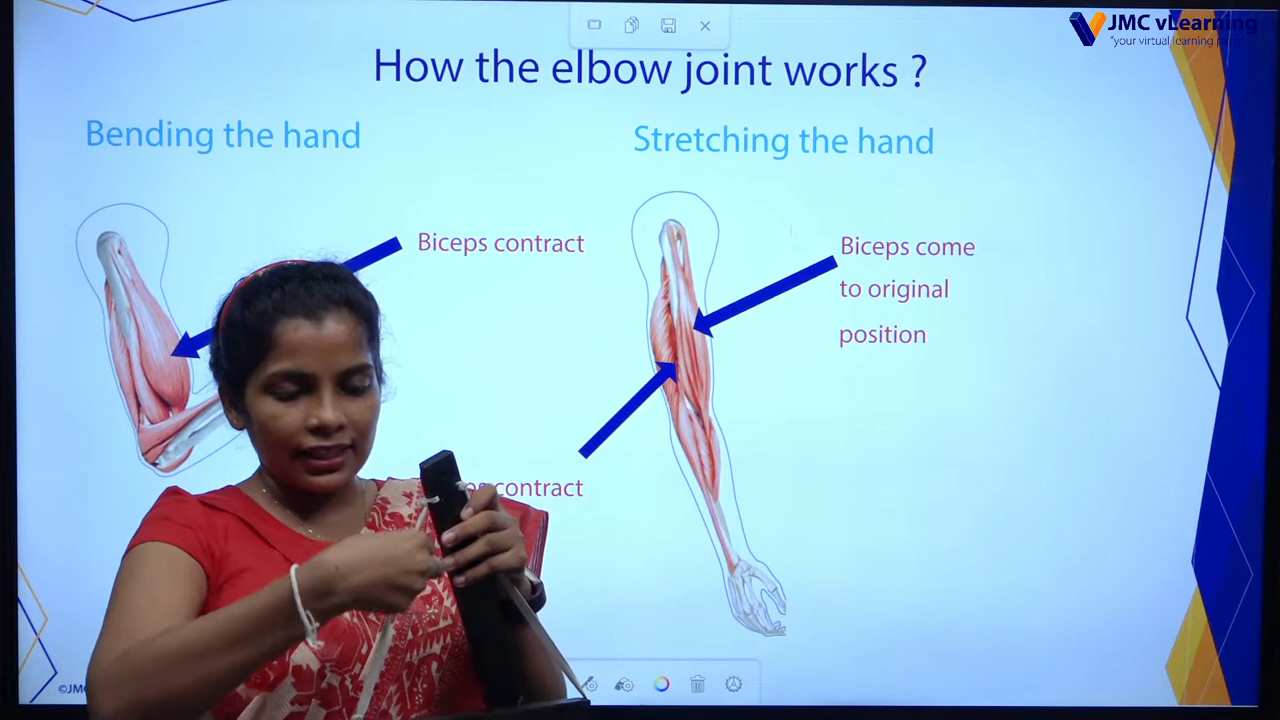 JMC vLearning
"your virtual learning
How the elbow joint works ?
Bending the hand
Stretching the hand
Biceps contract
Biceps come
to original
position
contract
©JMC